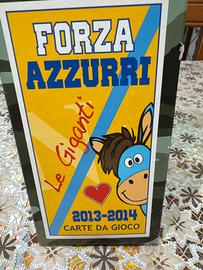 FORZA
AZZURRI
Le Giganti
2013-2014
CARTE DA GIOCO